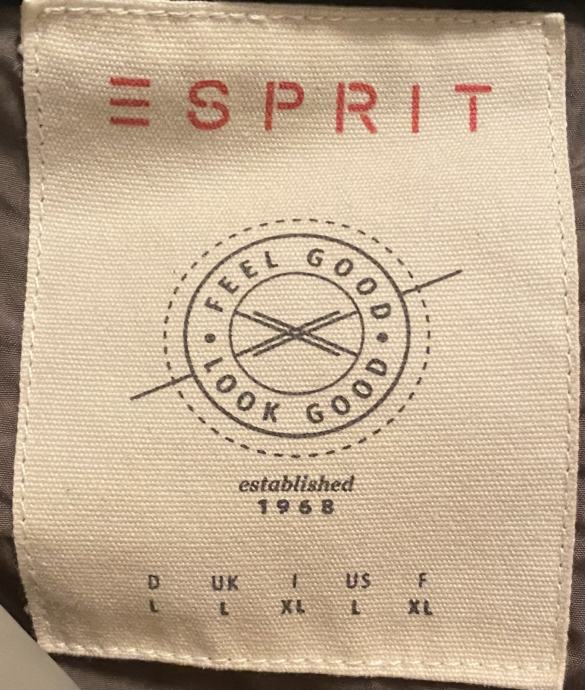 ESPRIT
FEEL GOOD
• LOOK GOOD •
established
1968
D UK I US F
L L XL L XL